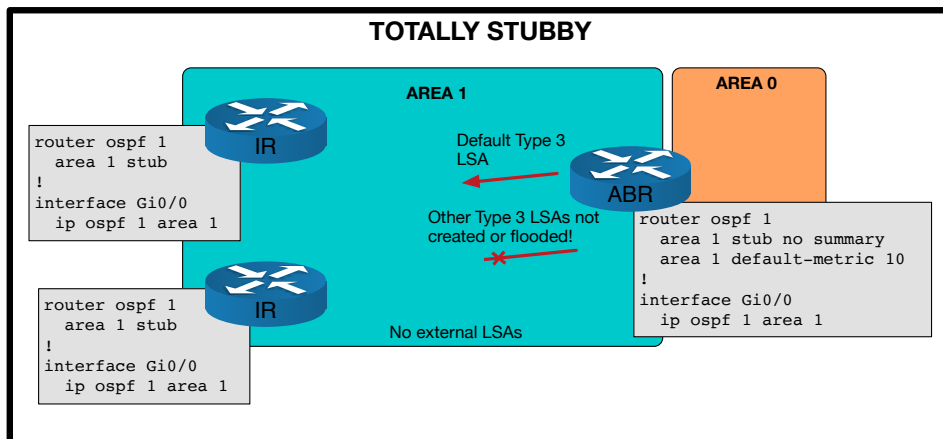 TOTALLY STUBBY
AREA 1
AREA 0
IR
router ospf 1
area 1 stub
!
interface Gi0/0
ip ospf 1 area 1
Default Type 3
LSA
ABR
Other Type 3 LSAs not
created or flooded!
router ospf 1
area 1 stub no summary
area 1 default-metric 10
!
interface Gi0/0
ip ospf 1 area 1
IR
router ospf 1
area 1 stub
!
interface Gi0/0
ip ospf 1 area 1
No external LSAs